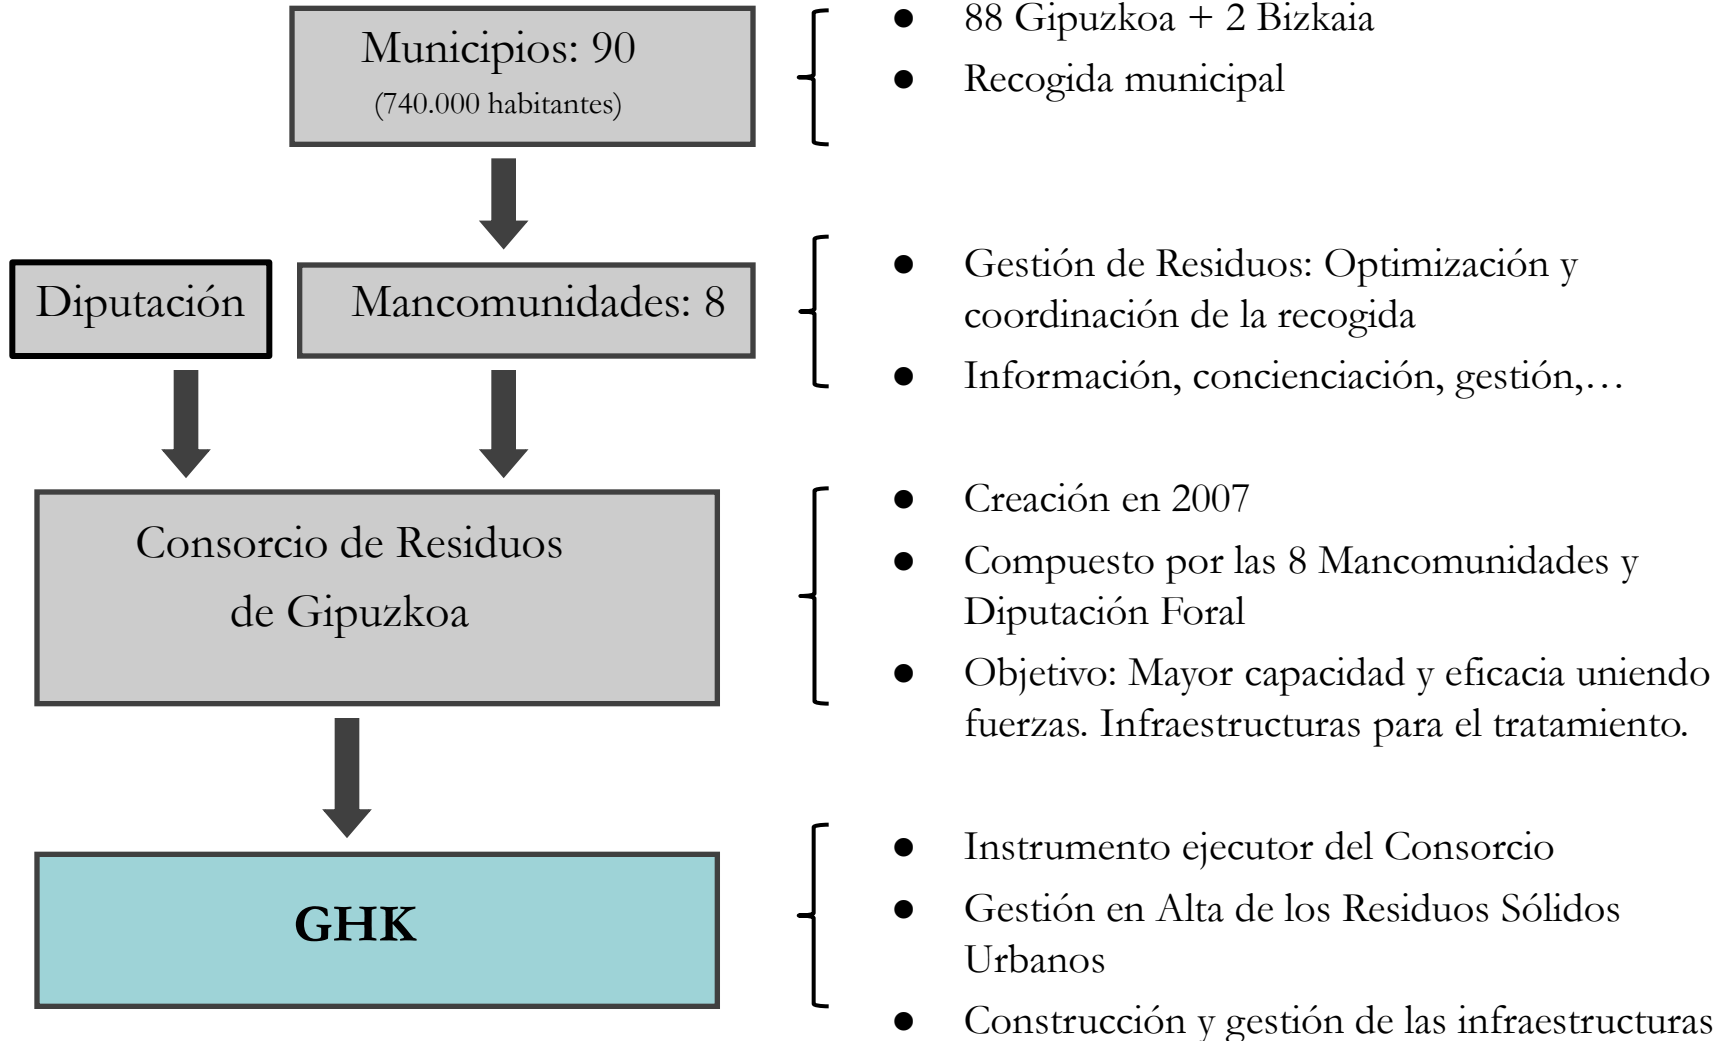 Municipios: 90
(740.000 habitantes)
● 88 Gipuzkoa + 2 Bizkaia
● Recogida municipal
Diputación
Mancomunidades: 8
● Gestión de Residuos: Optimización y
coordinación de la recogida
● Información, concienciación, gestión,…
Consorcio de Residuos
de Gipuzkoa
● Creación en 2007
● Compuesto por las 8 Mancomunidades y
Diputación Foral
● Objetivo: Mayor capacidad y eficacia uniendo
fuerzas. Infraestructuras para el tratamiento.
GHK
● Instrumento ejecutor del Consorcio
● Gestión en Alta de los Residuos Sólidos
Urbanos
● Construcción y gestión de las infraestructuras